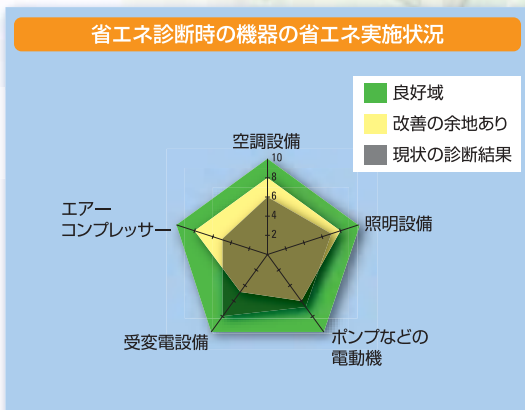 省エネ診断時の機器の省エネ実施状況
良好域
改善の余地あり
現状の診断結果
空調設備
10
8
6
4
2
エアー
コンプレッサー
照明設備
受変電設備
ポンプなどの
電動機